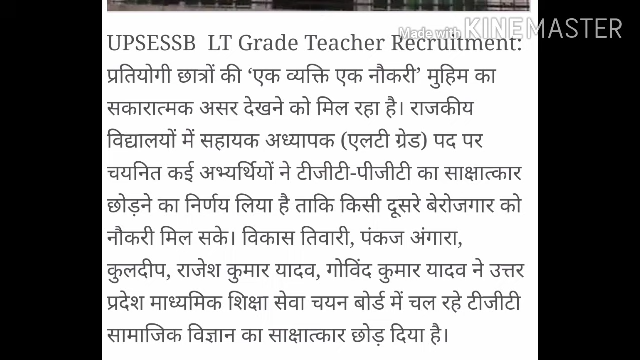 Made with KINEMASTER
UPSESSB LT Grade Teacher Recruitment:
प्रतियोगी छात्रों की ‘एक व्यक्ति एक नौकरी’ मुहिम का
सकारात्मक असर देखने को मिल रहा है। राजकीय
विद्यालयों में सहायक अध्यापक (एलटी ग्रेड) पद पर
चयनित कई अभ्यर्थियों ने टीजीटी-पीजीटी का साक्षात्कार
छोड़ने का निर्णय लिया है ताकि किसी दूसरे बेरोजगार को
नौकरी मिल सके। विकास तिवारी, पंकज अंगारा,
कुलदीप, राजेश कुमार यादव, गोविंद कुमार यादव ने उत्तर
प्रदेश माध्यमिक शिक्षा सेवा चयन बोर्ड में चल रहे टीजीटी
सामाजिक विज्ञान का साक्षात्कार छोड़ दिया है।